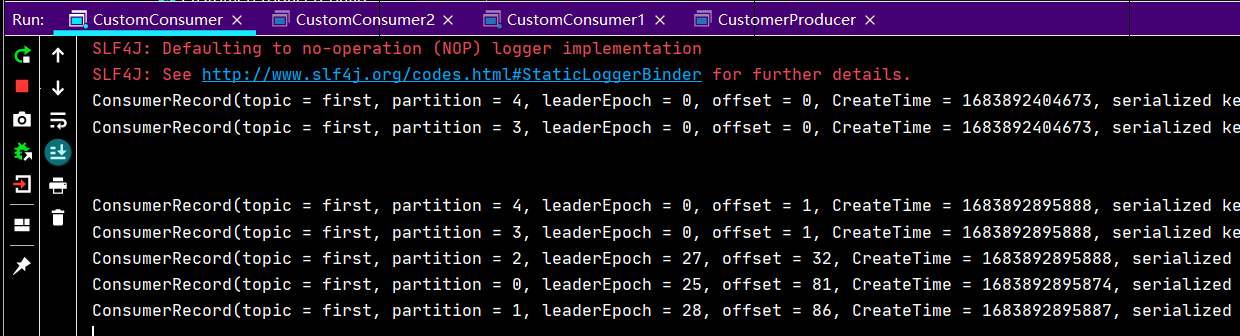 Run: CustomConsumer × CustomConsumer2 × CustomConsumer1 × CustomerProducer ×
SLF4J: Defaulting to no-operation (NOP) logger implementation
SLF4J: See http://www.slf4j.org/codes.html#StaticLoggerBinder for further details.
ConsumerRecord(topic = first, partition = 4, leaderEpoch = 0, offset = 0, CreateTime = 1683892404673, serialized ke
ConsumerRecord(topic = first, partition = 3, leaderEpoch = 0, offset = 0, CreateTime = 1683892404673, serialized ke
ConsumerRecord(topic = first, partition = 4, leaderEpoch = 0, offset = 1, CreateTime = 1683892895888, serialized ke
ConsumerRecord(topic = first, partition = 3, leaderEpoch = 0, offset = 1, CreateTime = 1683892895888, serialized ke
ConsumerRecord(topic = first, partition = 2, leaderEpoch = 27, offset = 32, CreateTime = 1683892895888, serialized
ConsumerRecord(topic = first, partition = 0, leaderEpoch = 25, offset = 81, CreateTime = 1683892895874, serialized
ConsumerRecord(topic = first, partition = 1, leaderEpoch = 28, offset = 86, CreateTime = 1683892895887, serialized